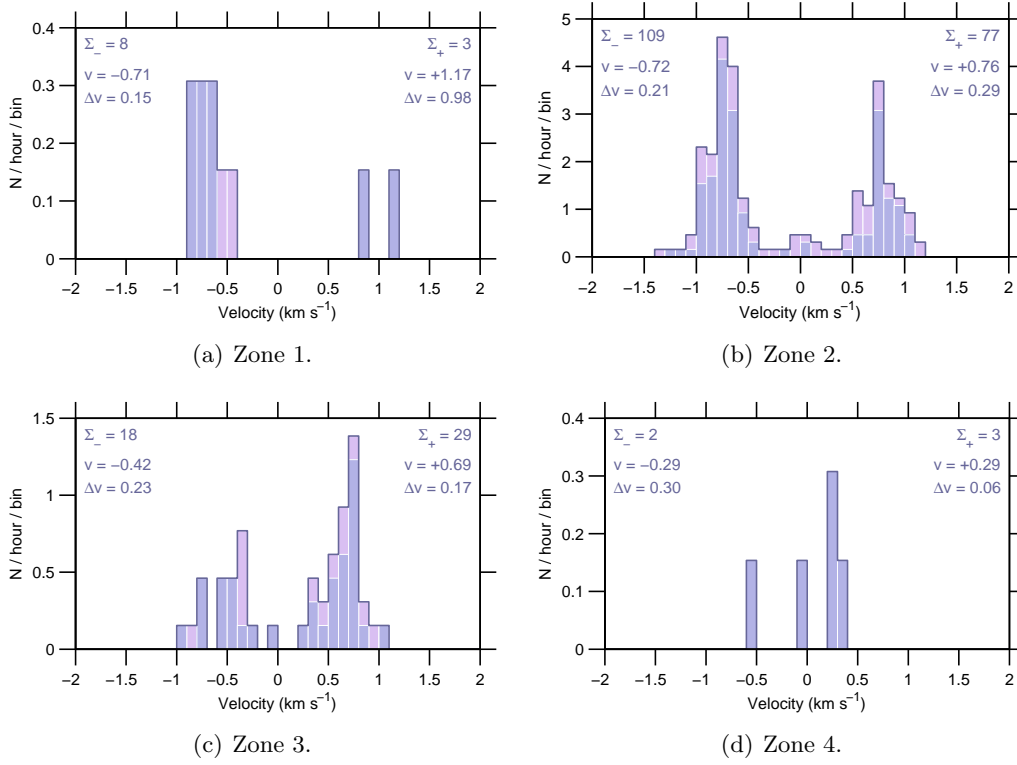 Σ− = 8
Σ+ = 3
v = −0.71
v = +1.17
Δv = 0.15
Δv = 0.98
0.4
0.3
0.2
0.1
0
N / hour / bin
−2 −1.5 −1 −0.5 0 0.5 1 1.5 2
Velocity (km s−1)
(a) Zone 1.
Σ− = 109
Σ+ = 77
v = −0.72
v = +0.76
Δv = 0.21
Δv = 0.29
5
4
3
2
1
0
N / hour / bin
−2 −1.5 −1 −0.5 0 0.5 1 1.5 2
Velocity (km s−1)
(b) Zone 2.
Σ− = 18
Σ+ = 29
v = −0.42
v = +0.69
Δv = 0.23
Δv = 0.17
1.5
1
0.5
0
N / hour / bin
−2 −1.5 −1 −0.5 0 0.5 1 1.5 2
Velocity (km s−1)
(c) Zone 3.
Σ− = 2
Σ+ = 3
v = −0.29
v = +0.29
Δv = 0.30
Δv = 0.06
0.4
0.3
0.2
0.1
0
N / hour / bin
−2 −1.5 −1 −0.5 0 0.5 1 1.5 2
Velocity (km s−1)
(d) Zone 4.